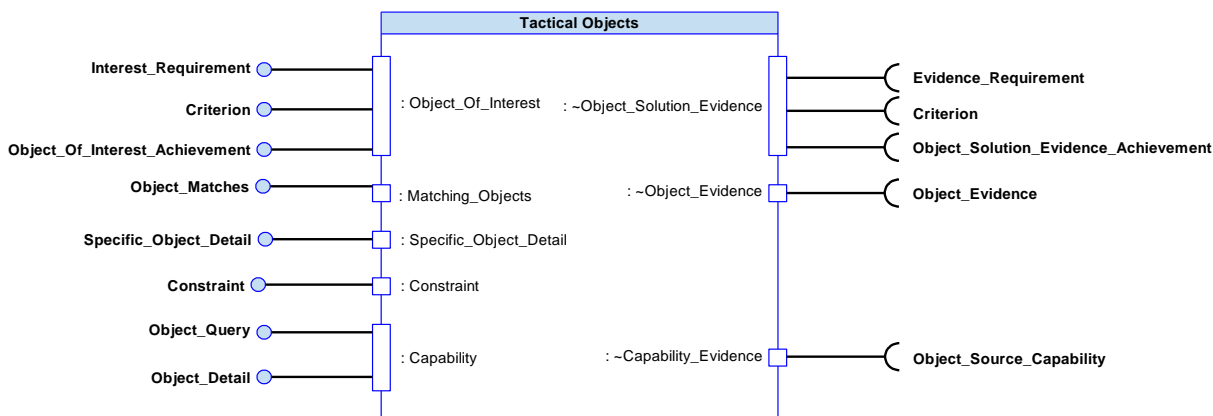 Tactical Objects
Interest_Requirement
Criterion
Object_Of_Interest_Achievement
: Object_Of_Interest
Object_Matches
: Matching_Objects
Specific_Object_Detail
: Specific_Object_Detail
Constraint
: Constraint
Object_Query
Object_Detail
: Capability
: ~Object_Solution_Evidence
Evidence_Requirement
Criterion
Object_Solution_Evidence_Achievement
: ~Object_Evidence
Object_Evidence
: ~Capability_Evidence
Object_Source_Capability